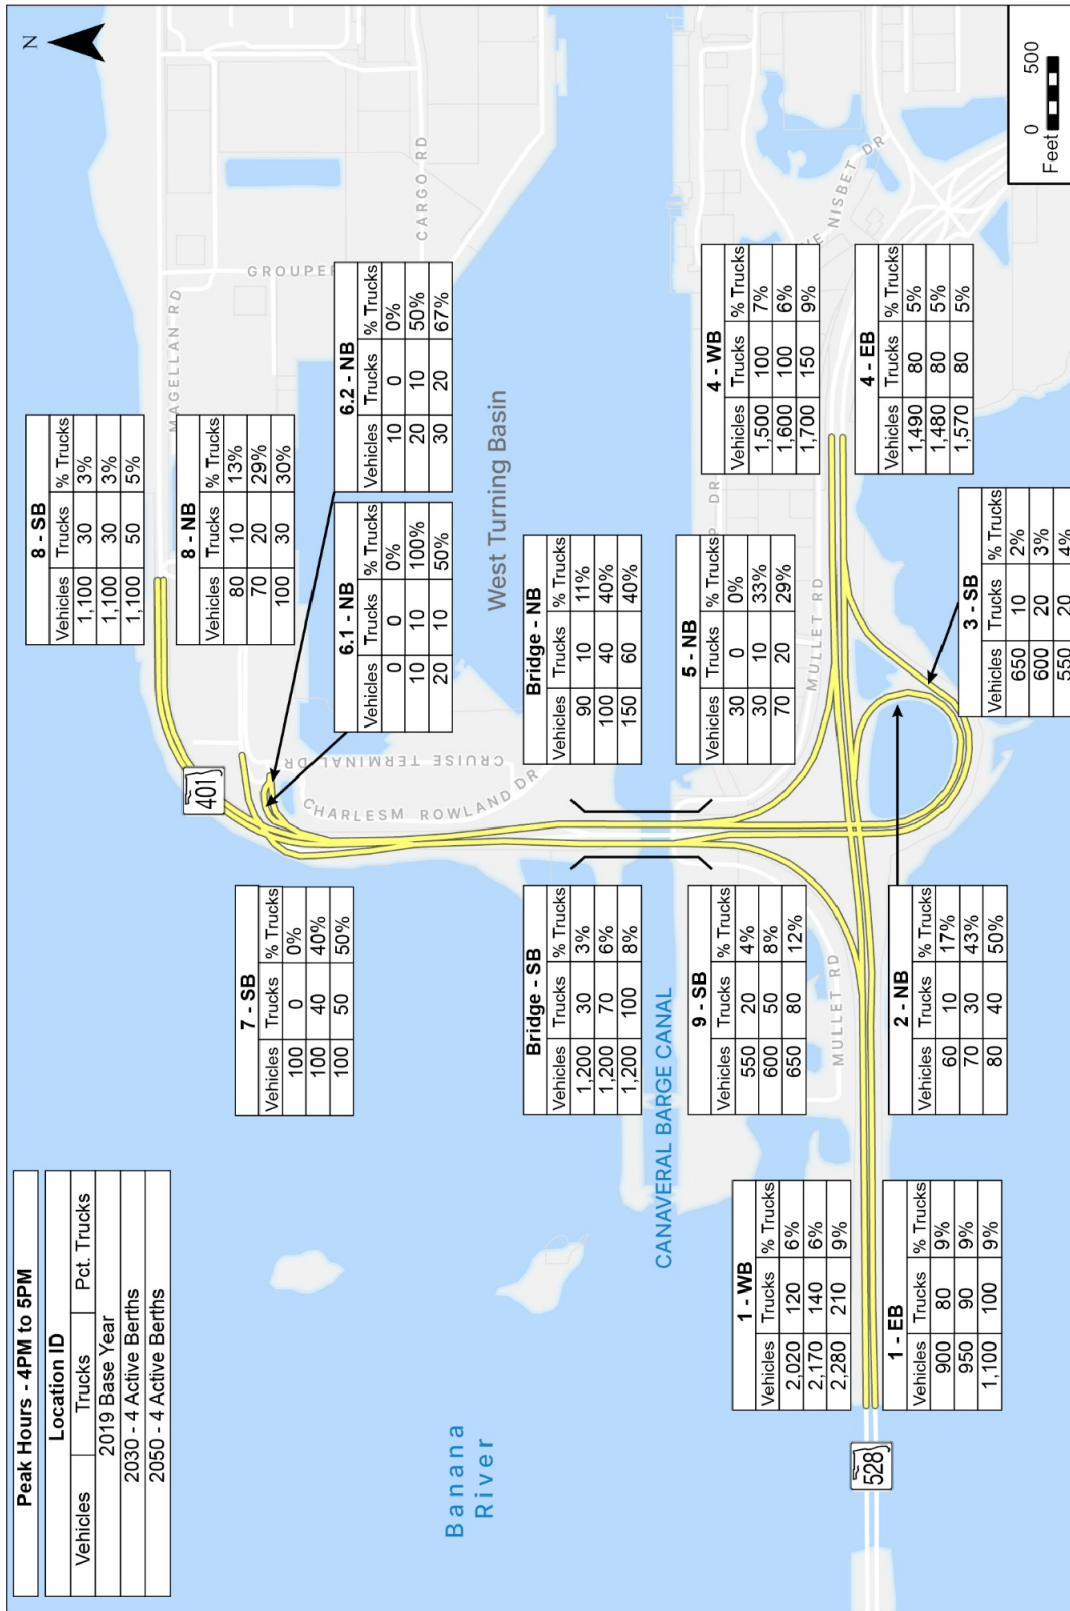 Peak Hours - 4PM to 5PM
Location ID
Vehicles Trucks Pct. Trucks
2019 Base Year
2030 - 4 Active Berths
2050 - 4 Active Berths
N
8 - SB
Vehicles Trucks % Trucks
1,100 30 3%
1,100 30 3%
1,100 50 5%
MAGELLAN RD
8 - NB
Vehicles Trucks % Trucks
80 10 13%
70 20 29%
100 30 30%
401
GROUPER
CARGO RD
7 - SB
Vehicles Trucks % Trucks
100 0 0%
100 40 40%
100 50 50%
6.1 - NB
Vehicles Trucks % Trucks
0 0 0%
10 10 100%
20 10 50%
6.2 - NB
Vehicles Trucks % Trucks
10 0 0%
20 10 50%
30 20 67%
CRUISE TERMINAL DR
CHARLESM ROWLAND DR
West Turning Basin
Banana
River
Bridge - SB
Vehicles Trucks % Trucks
1,200 30 3%
1,200 70 6%
1,200 100 8%
Bridge - NB
Vehicles Trucks % Trucks
90 10 11%
100 40 40%
150 60 40%
CANAVERAL BARGE CANAL
9 - SB
Vehicles Trucks % Trucks
550 20 4%
600 50 8%
650 80 12%
5 - NB
Vehicles Trucks % Trucks
30 0 0%
30 10 33%
70 20 29%
DR
4 - WB
Vehicles Trucks % Trucks
1,500 100 7%
1,600 100 6%
1,700 150 9%
MULLET RD
MULLET RD
VE NISBET DR
1 - WB
Vehicles Trucks % Trucks
2,020 120 6%
2,170 140 6%
2,280 210 9%
528
1 - EB
Vehicles Trucks % Trucks
900 80 9%
950 90 9%
1,100 100 9%
2 - NB
Vehicles Trucks % Trucks
60 10 17%
70 30 43%
80 40 50%
4 - EB
Vehicles Trucks % Trucks
1,490 80 5%
1,480 80 5%
1,570 80 5%
3 - SB
Vehicles Trucks % Trucks
650 10 2%
600 20 3%
550 20 4%
0 500
Feet